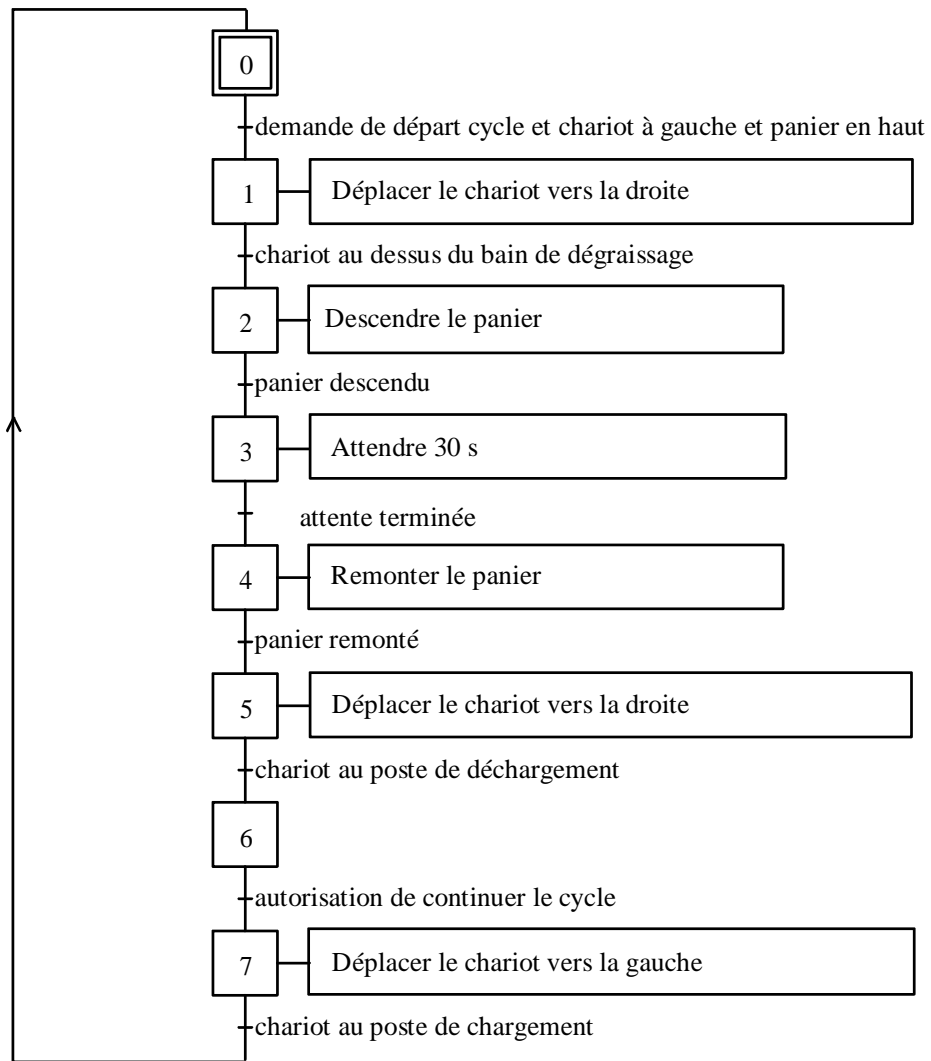 0
demande de départ cycle et chariot à gauche et panier en haut
1 Déplacer le chariot vers la droite
chariot au dessus du bain de dégraissage
2 Descendre le panier
panier descendu
3 Attendre 30 s
attente terminée
4 Remonter le panier
panier remonté
5 Déplacer le chariot vers la droite
chariot au poste de déchargement
6
autorisation de continuer le cycle
7 Déplacer le chariot vers la gauche
chariot au poste de chargement